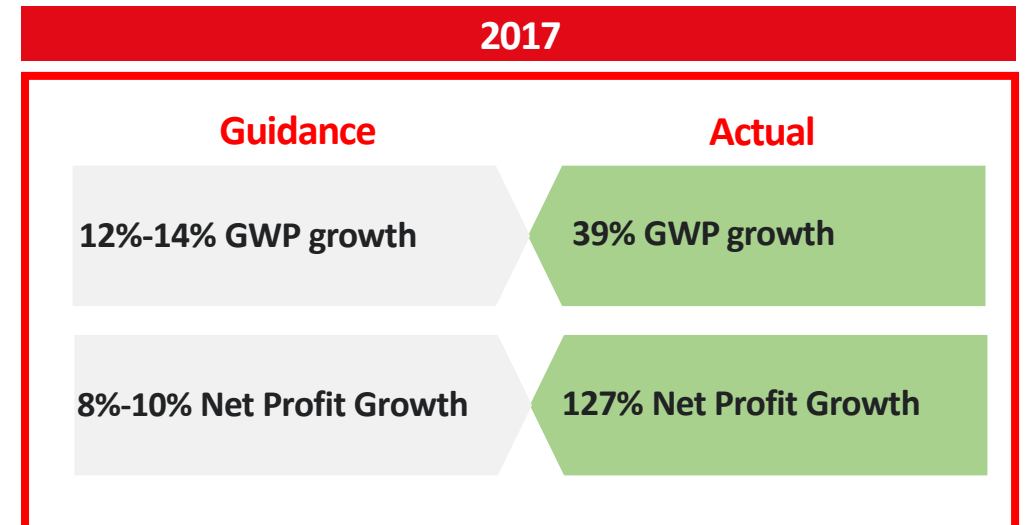 2017
Guidance
Actual
12%-14% GWP growth
39% GWP growth
8%-10% Net Profit Growth
127% Net Profit Growth